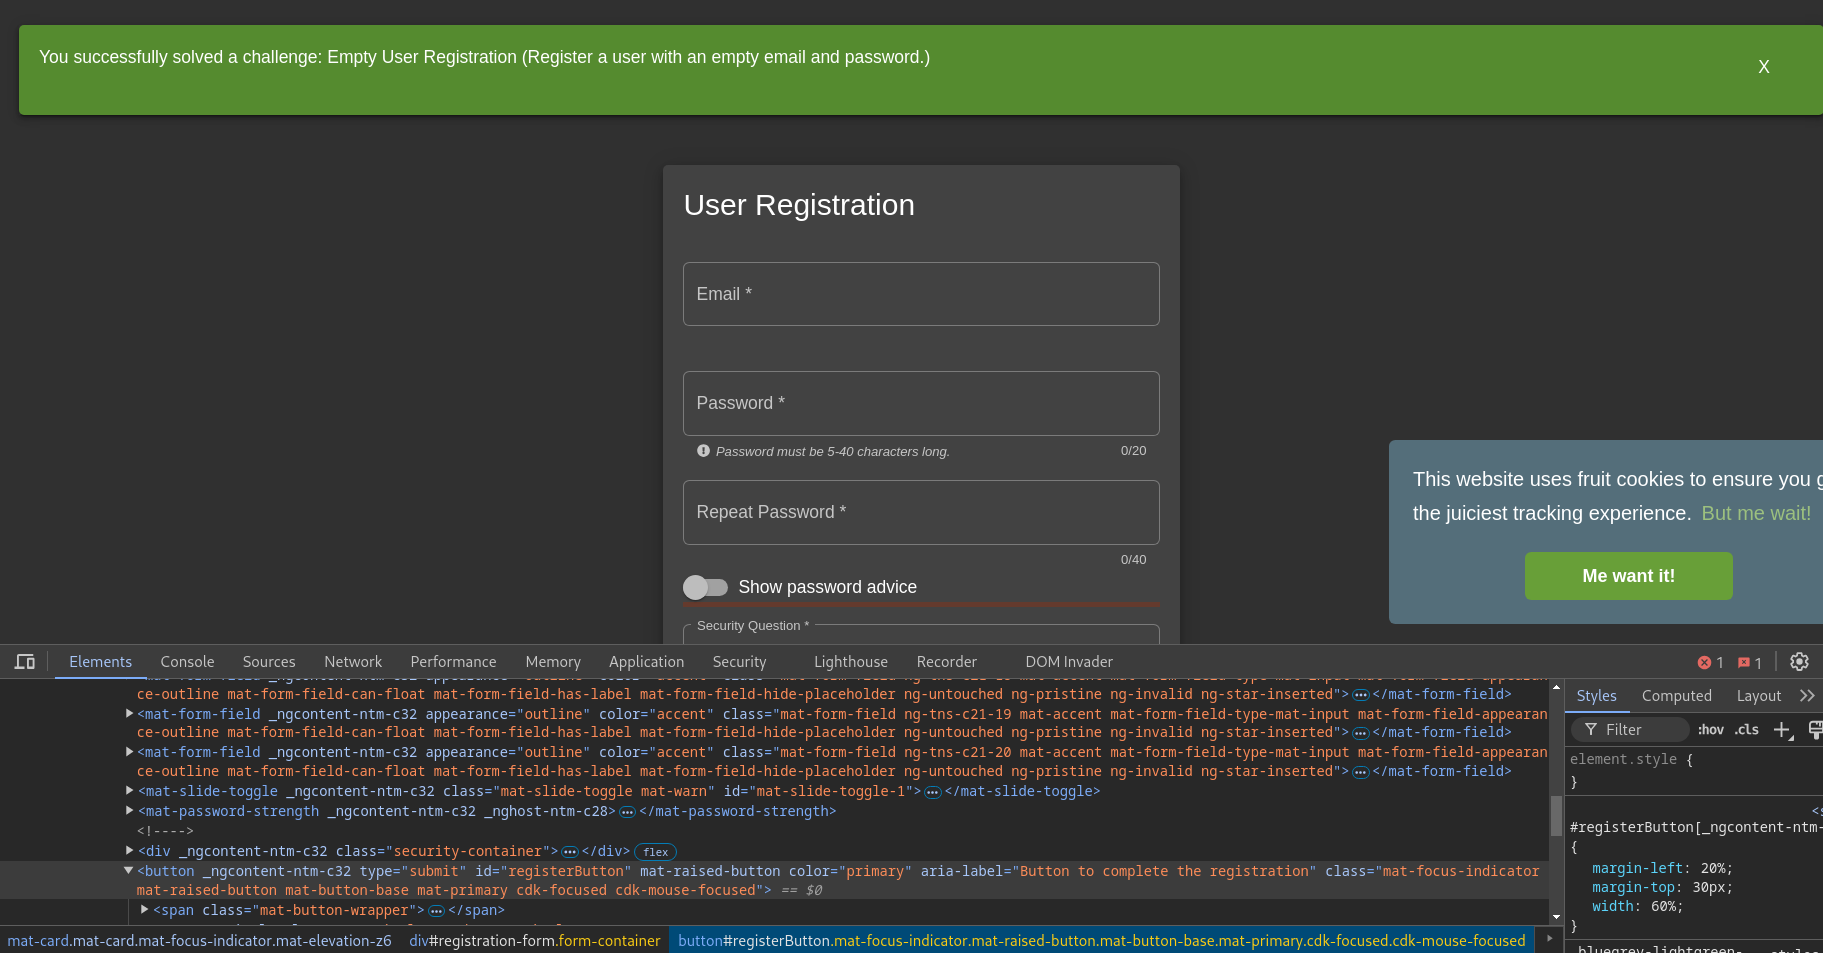 You successfully solved a challenge: Empty User Registration (Register a user with an empty email and password.)
X
User Registration
Email *
Password *
Password must be 5-40 characters long.
0/20
Repeat Password *
0/40
Show password advice
Security Question *
This website uses fruit cookies to ensure you g
the juiciest tracking experience. But me wait!
Me want it!
Elements Console Sources Network Performance Memory Application Security Lighthouse Recorder DOM Invader 1 1
ce-outline mat-form-field-can-float mat-form-field-has-label mat-form-field-hide-placeholder ng-untouched ng-pristine ng-invalid ng-star-inserted">…</mat-form-field>
<mat-form-field _ngcontent-ntm-c32 appearance="outline" color="accent" class="mat-form-field ng-tns-c21-19 mat-accent mat-form-field-type-mat-input mat-form-field-appearan
ce-outline mat-form-field-can-float mat-form-field-has-label mat-form-field-hide-placeholder ng-untouched ng-pristine ng-invalid ng-star-inserted">…</mat-form-field>
<mat-form-field _ngcontent-ntm-c32 appearance="outline" color="accent" class="mat-form-field ng-tns-c21-20 mat-accent mat-form-field-type-mat-input mat-form-field-appearan
ce-outline mat-form-field-can-float mat-form-field-has-label mat-form-field-hide-placeholder ng-untouched ng-pristine ng-invalid ng-star-inserted">…</mat-form-field>
<mat-slide-toggle _ngcontent-ntm-c32 class="mat-slide-toggle mat-warn" id="mat-slide-toggle-1">…</mat-slide-toggle>
<mat-password-strength _ngcontent-ntm-c32 _nghost-ntm-c28>…</mat-password-strength>
<!---->
<div _ngcontent-ntm-c32 class="security-container">…</div> flex
<button _ngcontent-ntm-c32 type="submit" id="registerButton" mat-raised-button color="primary" aria-label="Button to complete the registration" class="mat-focus-indicator
mat-raised-button mat-button-base mat-primary cdk-focused cdk-mouse-focused"> == $0
<span class="mat-button-wrapper">…</span>
mat-card.mat-card.mat-focus-indicator.mat-elevation-z6 div#registration-form.form-container button#registerButton.mat-focus-indicator.mat-raised-button.mat-button-base.mat-primary.cdk-focused.cdk-mouse-focused
Styles Computed Layout
Filter :hov .cls
element.style {
}
<s
#registerButton[_ngcontent-ntm-
{
margin-left: 20%;
margin-top: 30px;
width: 60%;
}